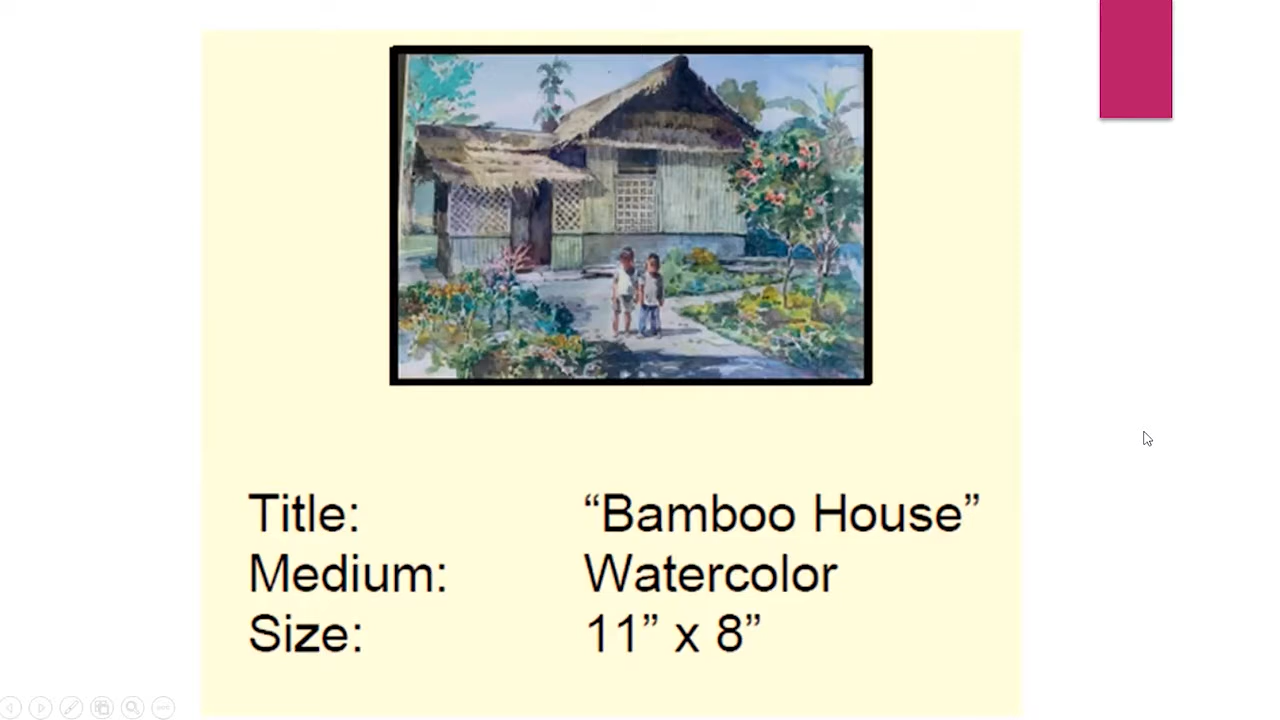 Title: “Bamboo House”
Medium: Watercolor
Size: 11” x 8”